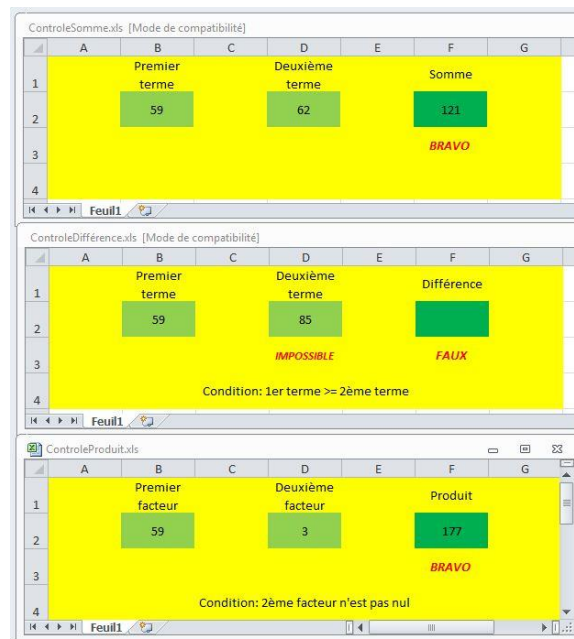 ControleSomme.xls [Mode de compatibilité]
A B C D E F G
1 Premier terme Deuxième terme Somme
2 59 62 121
3 BRAVO
4
Feuil1
ControleDifférence.xls [Mode de compatibilité]
A B C D E F G
1 Premier terme Deuxième terme Différence
2 59 85
3 IMPOSSIBLE FAUX
4 Condition: 1er terme >= 2ème terme
Feuil1
ControleProduit.xls
A B C D E F G
1 Premier facteur Deuxième facteur Produit
2 59 3 177
3 BRAVO
4 Condition: 2ème facteur n'est pas nul
Feuil1